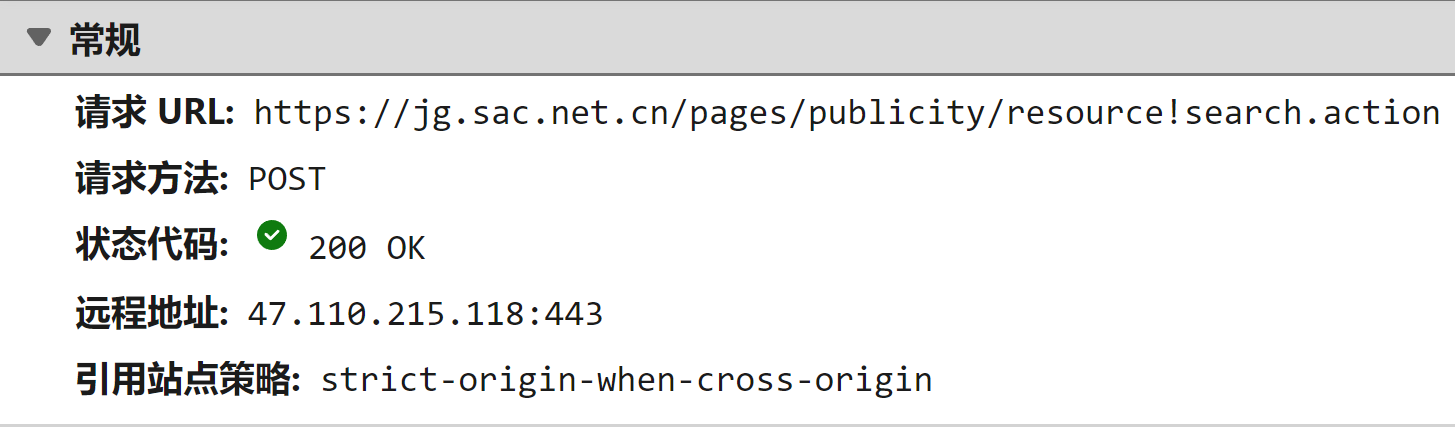 常规
请求 URL: https://jg.sac.net.cn/pages/publicity/resource!search.action
请求方法: POST
状态代码: 200 OK
远程地址: 47.110.215.118:443
引用站点策略: strict-origin-when-cross-origin